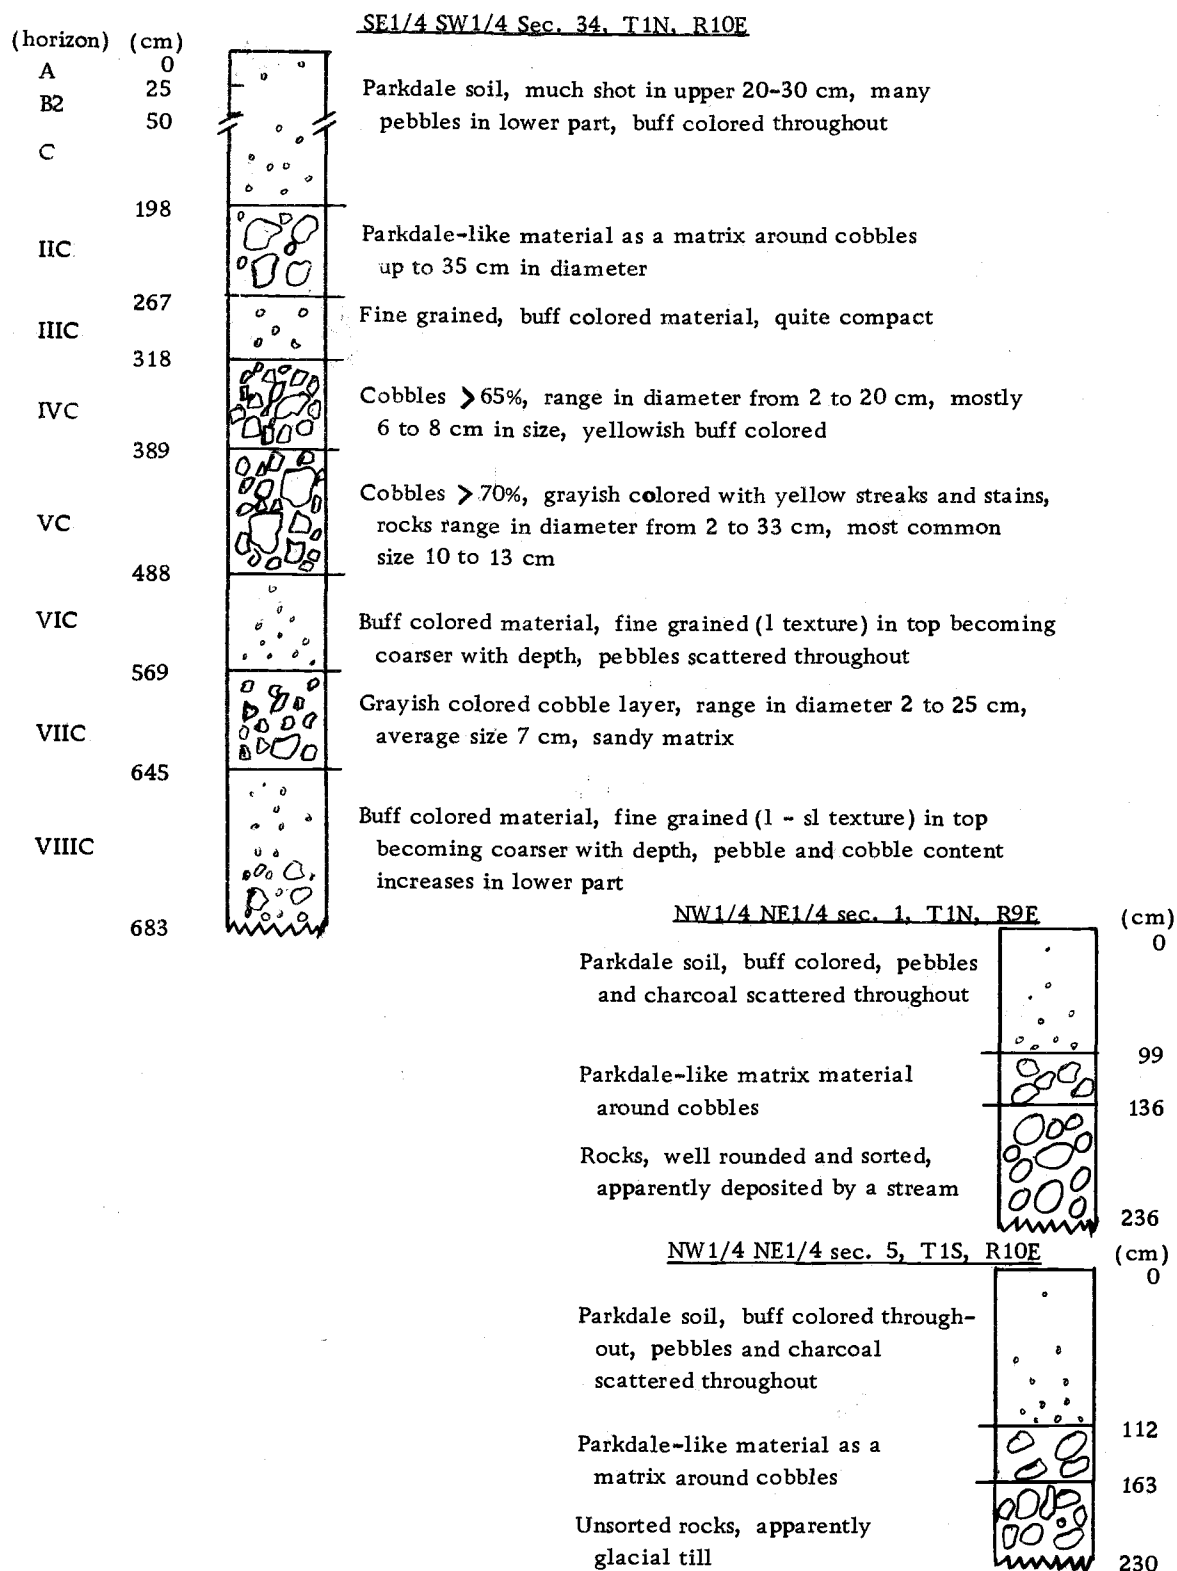 SE1/4 SW1/4 Sec. 34, T1N, R10E
(horizon) (cm)
0
A
25
B2
50
C
Parkdale soil, much shot in upper 20-30 cm, many
pebbles in lower part, buff colored throughout
198
IIC
Parkdale-like material as a matrix around cobbles
up to 35 cm in diameter
267
IIIC
Fine grained, buff colored material, quite compact
318
IVC
Cobbles >65%, range in diameter from 2 to 20 cm, mostly
6 to 8 cm in size, yellowish buff colored
389
VC
Cobbles >70%, grayish colored with yellow streaks and stains,
rocks range in diameter from 2 to 33 cm, most common
size 10 to 13 cm
488
VIC
Buff colored material, fine grained (l texture) in top becoming
coarser with depth, pebbles scattered throughout
569
VIIC
Grayish colored cobble layer, range in diameter 2 to 25 cm,
average size 7 cm, sandy matrix
645
VIIIC
Buff colored material, fine grained (l - sl texture) in top
becoming coarser with depth, pebble and cobble content
increases in lower part
683
NW1/4 NE1/4 sec. 1, T1N, R9E (cm)
0
Parkdale soil, buff colored, pebbles
and charcoal scattered throughout
99
Parkdale-like matrix material
around cobbles
136
Rocks, well rounded and sorted,
apparently deposited by a stream
236
NW1/4 NE1/4 sec. 5, T1S, R10E (cm)
0
Parkdale soil, buff colored through-
out, pebbles and charcoal
scattered throughout
112
Parkdale-like material as a
matrix around cobbles
163
Unsorted rocks, apparently
glacial till
230